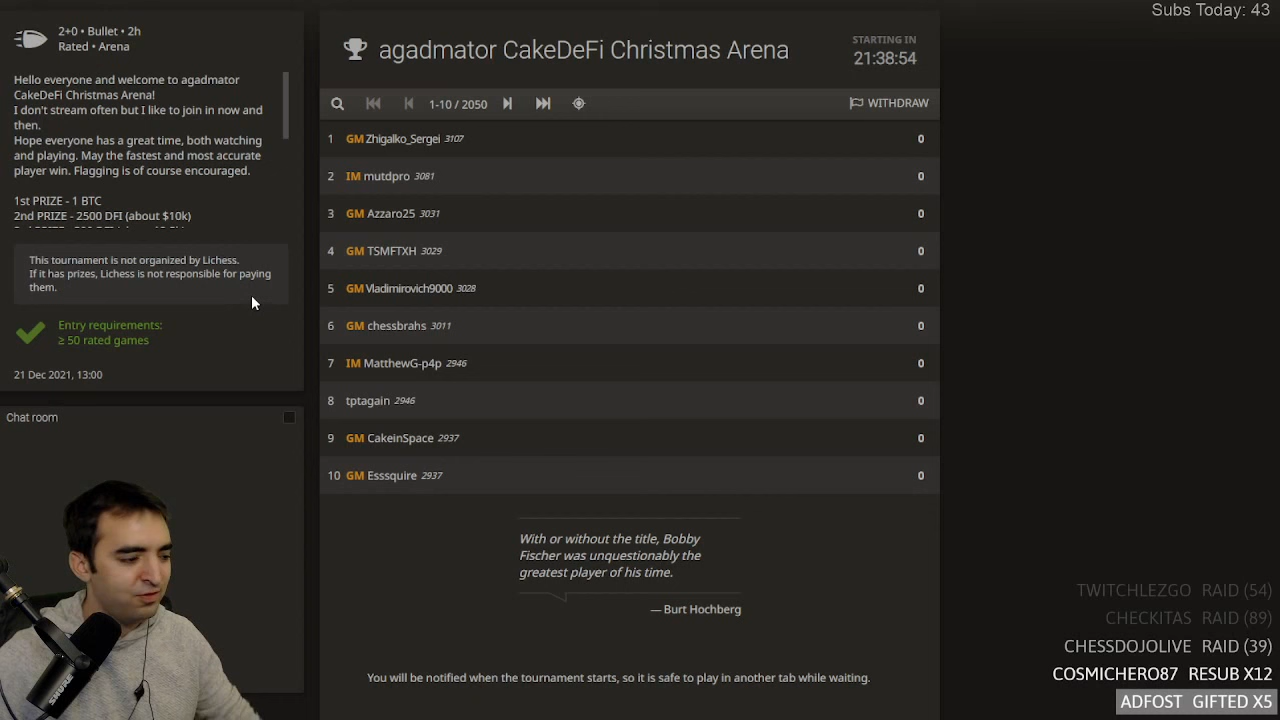 Subs Today: 43
2+0 • Bullet • 2h
Rated • Arena
Hello everyone and welcome to agadmator
CakeDeFi Christmas Arena!
I don't stream often but I like to join in now and
then.
Hope everyone has a great time, both watching
and playing. May the fastest and most accurate
player win. Flagging is of course encouraged.
1st PRIZE - 1 BTC
2nd PRIZE - 2500 DFI (about $10k)
This tournament is not organized by Lichess.
If it has prizes, Lichess is not responsible for paying
them.
Entry requirements:
≥ 50 rated games
21 Dec 2021, 13:00
Chat room
agadmator CakeDeFi Christmas Arena
STARTING IN
21:38:54
1-10 / 2050
WITHDRAW
1 GM Zhigalko_Sergei 3107 0
2 IM mutdpro 3081 0
3 GM Azzaro25 3031 0
4 GM TSMFTXH 3029 0
5 GM Vladimirovich9000 3028 0
6 GM chessbrahs 3011 0
7 IM MatthewG-p4p 2946 0
8 tptagain 2946 0
9 GM CakeinSpace 2937 0
10 GM Esssquire 2937 0
With or without the title, Bobby
Fischer was unquestionably the
greatest player of his time.
— Burt Hochberg
You will be notified when the tournament starts, so it is safe to play in another tab while waiting.
TWITCHLEZGO RAID (54)
CHECKITAS RAID (89)
CHESSDOJOLIVE RAID (39)
COSMICHERO87 RESUB X12
ADFOST GIFTED X5
SHURE